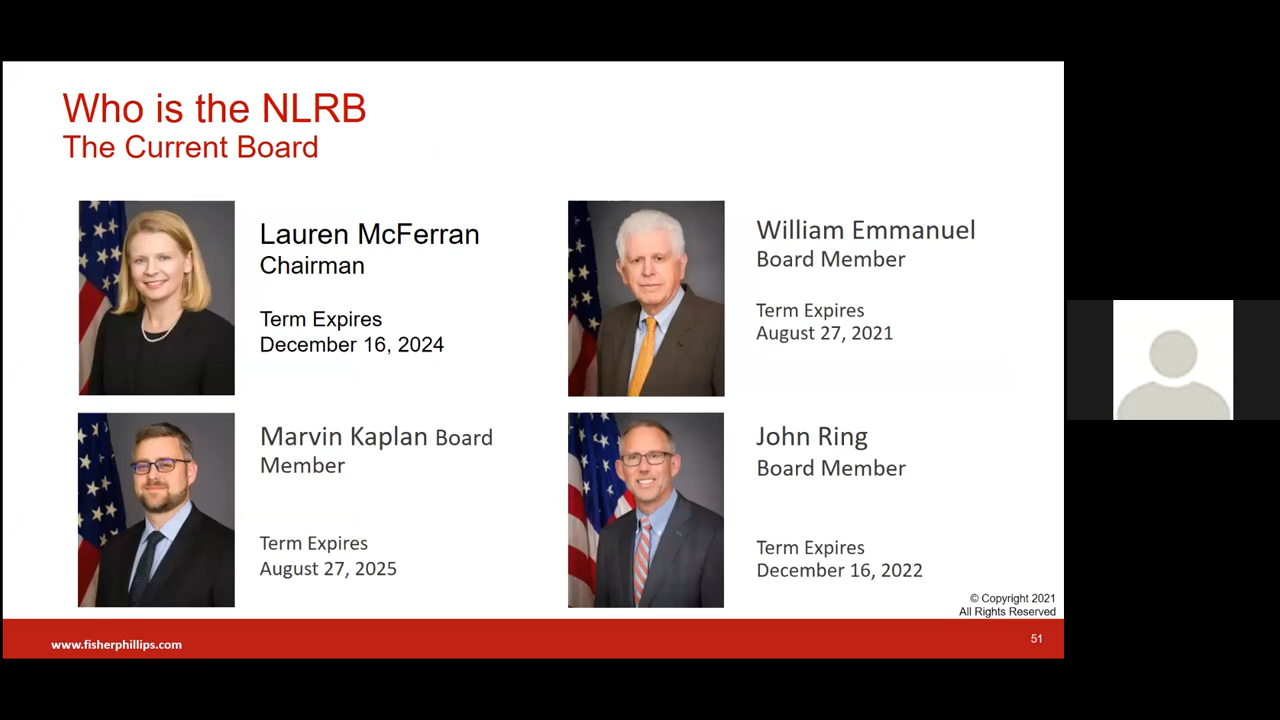 Who is the NLRB
The Current Board
Lauren McFerran
Chairman
Term Expires
December 16, 2024
William Emmanuel
Board Member
Term Expires
August 27, 2021
Marvin Kaplan Board
Member
Term Expires
August 27, 2025
John Ring
Board Member
Term Expires
December 16, 2022
© Copyright 2021
All Rights Reserved
www.fisherphillips.com
51